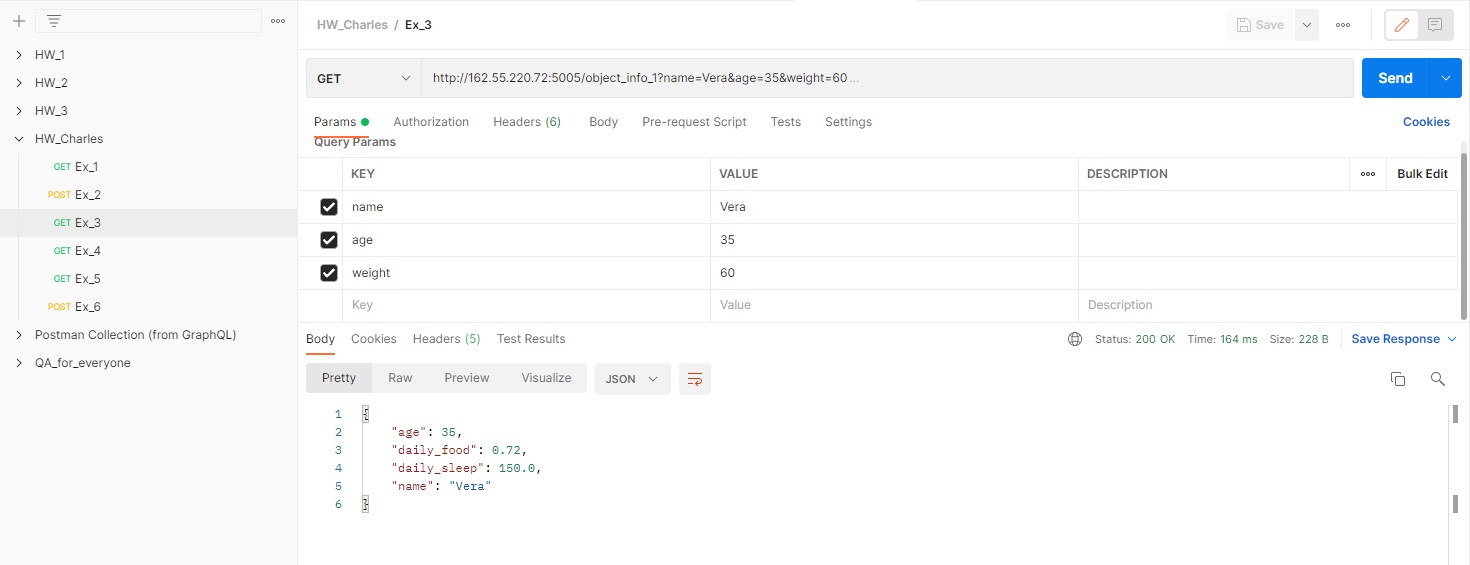 HW_Charles / Ex_3
Save
HW_1
HW_2
HW_3
HW_Charles
GET Ex_1
POST Ex_2
GET Ex_3
GET Ex_4
GET Ex_5
POST Ex_6
Postman Collection (from GraphQL)
QA_for_everyone
GET http://162.55.220.72:5005/object_info_1?name=Vera&age=35&weight=60... Send
Params Authorization Headers (6) Body Pre-request Script Tests Settings Cookies
Query Params
KEY VALUE DESCRIPTION Bulk Edit
name Vera
age 35
weight 60
Key Value Description
Body Cookies Headers (5) Test Results Status: 200 OK Time: 164 ms Size: 228 B Save Response
Pretty Raw Preview Visualize JSON
1 {
2 "age": 35,
3 "daily_food": 0.72,
4 "daily_sleep": 150.0,
5 "name": "Vera"
6 }